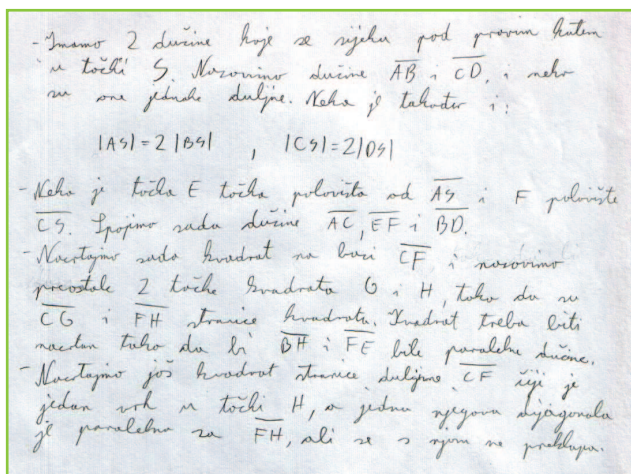 - Imamo 2 dužine koje se sijeku pod pravim kutem
u točki S. Nazovimo dužine AB i CD, i neka
su one jednake duljine. Neka je također i:
|AS| = 2 |BS| , |CS| = 2|DS|
- Neka je točka E točka polovišta od AS i F polovište
CS. Spojimo sada dužine AC, EF i BD.
- Nacrtajmo sada kvadrat na bazi CF i nazovimo
preostale 2 točke kvadrata G i H, tako da su
CG i FH stranice kvadrata. Kvadrat treba biti
nacrtan tako da bi BH i FE bile paralelne dužine.
- Nacrtajmo još kvadrat stranice duljine CF čiji je
jedan vrh u točki H, a jedna njegova dijagonala
je paralelna sa FH, ali se s njom ne preklapa.